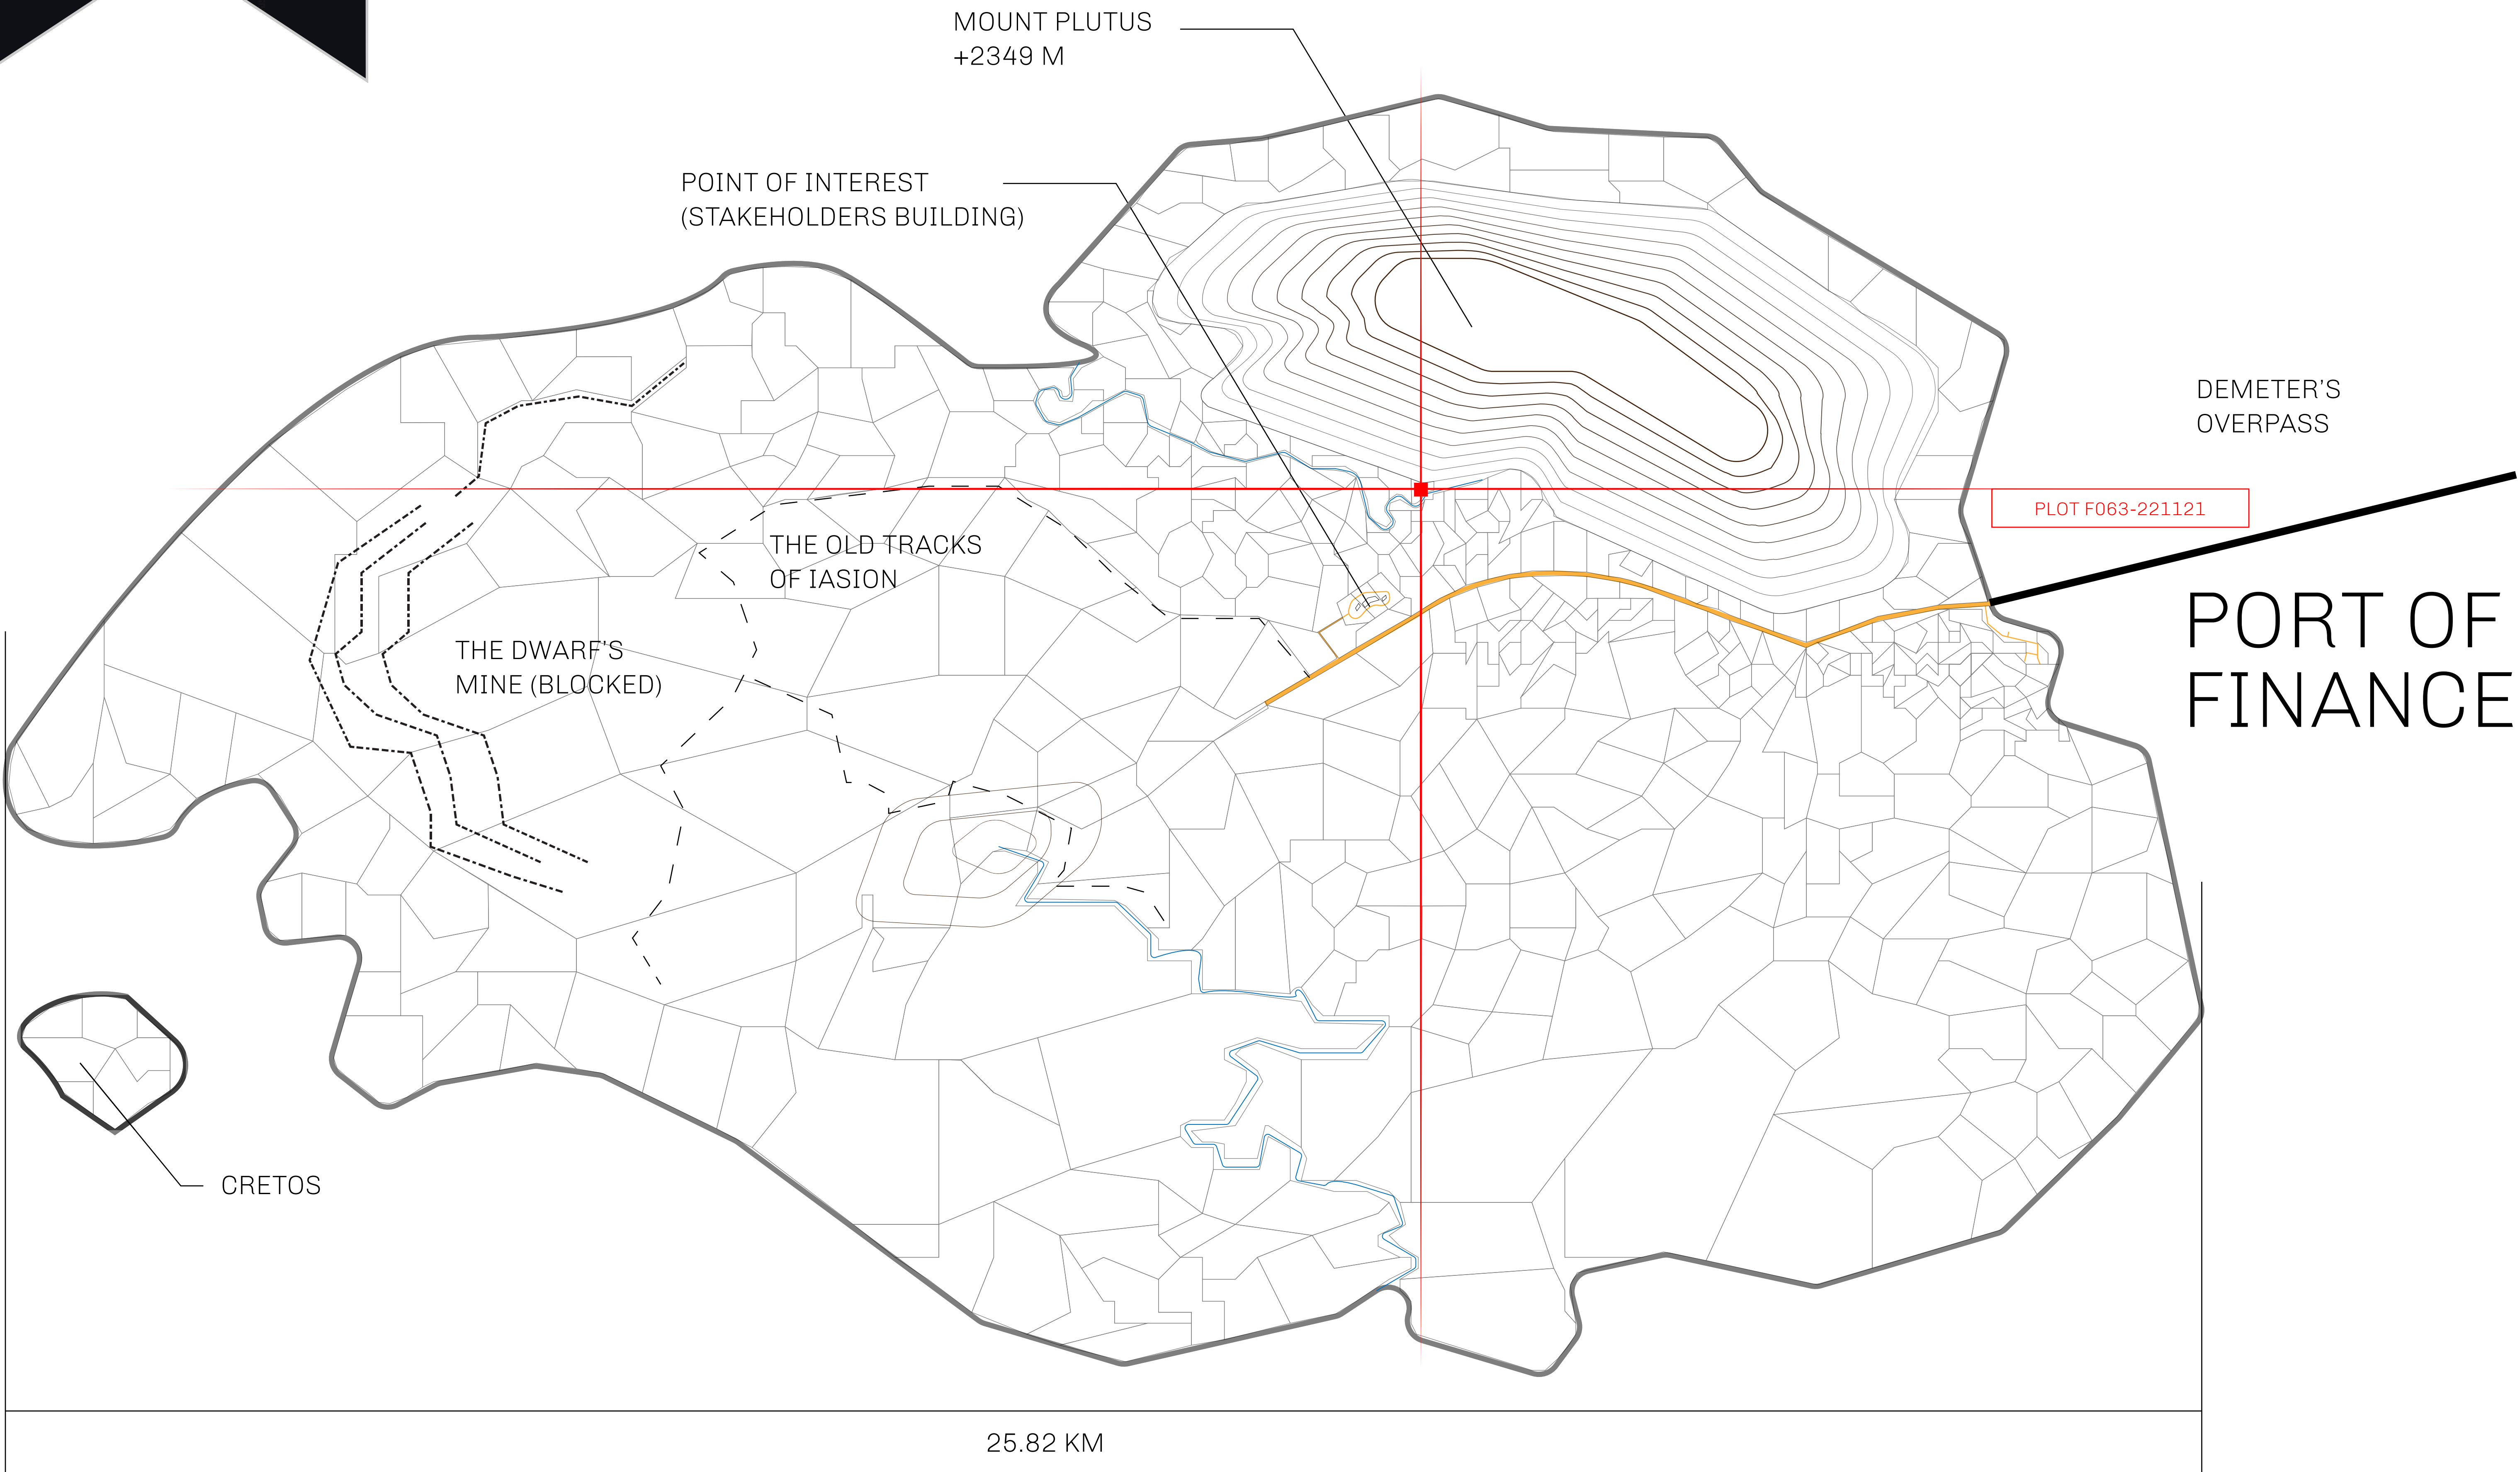 MOUNT PLUTUS
+2349 M
POINT OF INTEREST
(STAKEHOLDERS BUILDING)
DEMETER'S
OVERPASS
PLOT F063-221121
THE OLD TRACKS
OF IASION
PORT OF
FINANCE
THE DWARF'S
MINE (BLOCKED)
CRETOS
25.82 KM